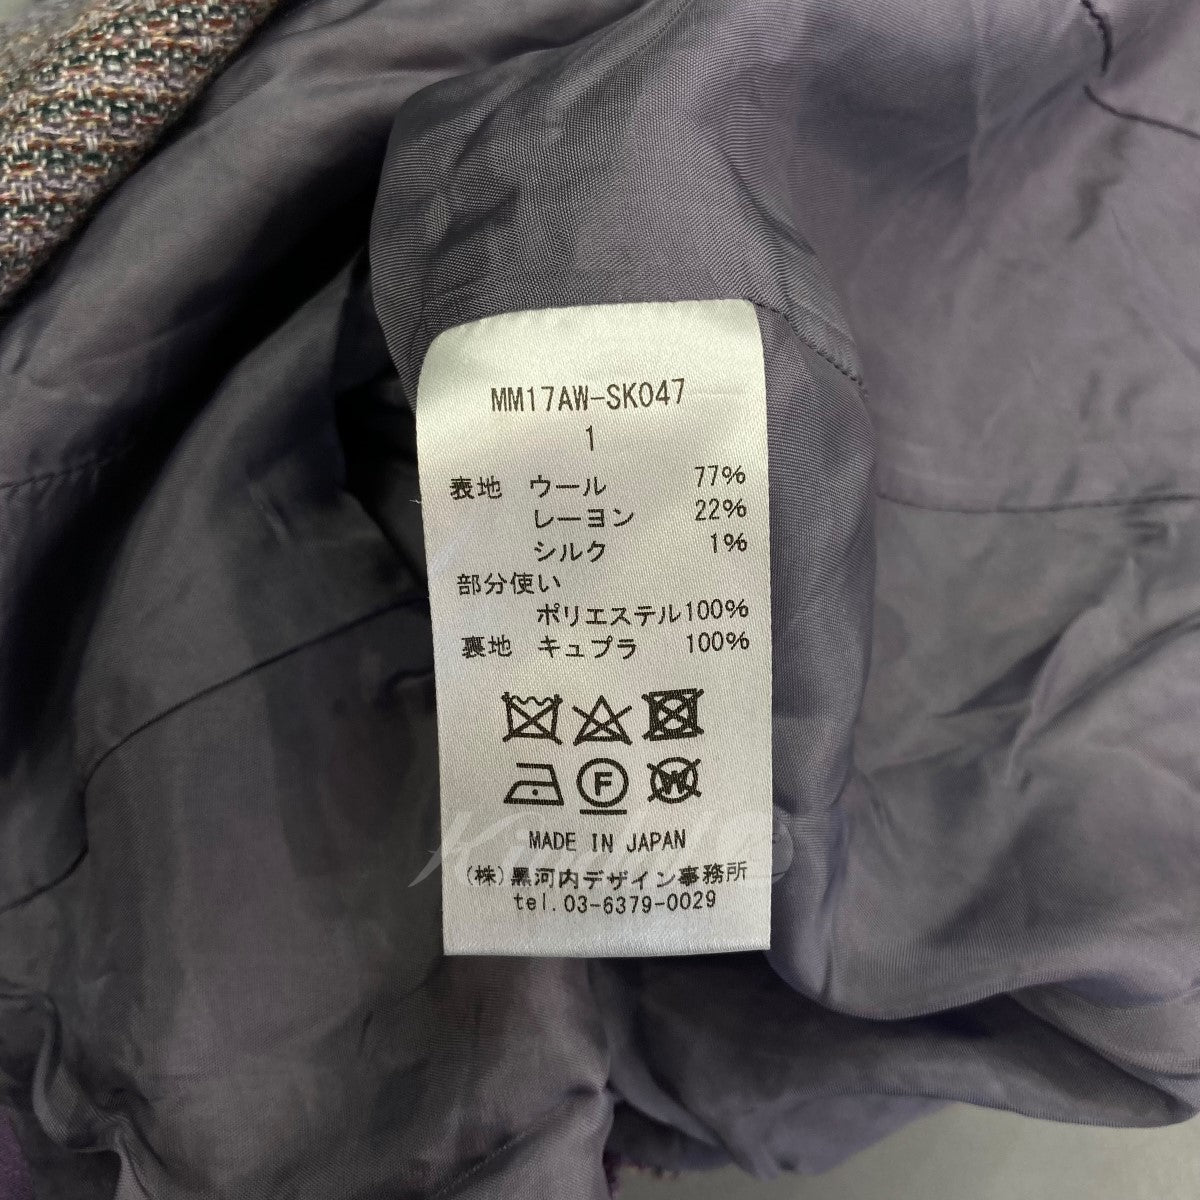 MM17AW-SK047
1
表地 ウール 77%
レーヨン 22%
シルク 1%
部分使い
ポリエステル100%
裏地 キュプラ 100%
F
W
MADE IN JAPAN
(株)黒河内デザイン事務所
tel.03-6379-0029